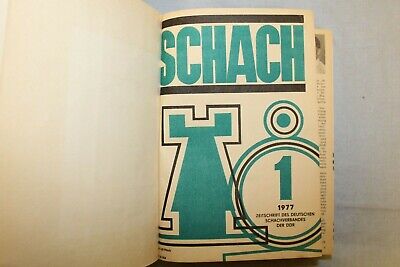 SCHACH
1
1977
ZEITSCHRIFT DES DEUTSCHEN
SCHACHVERBANDES
DER DDR